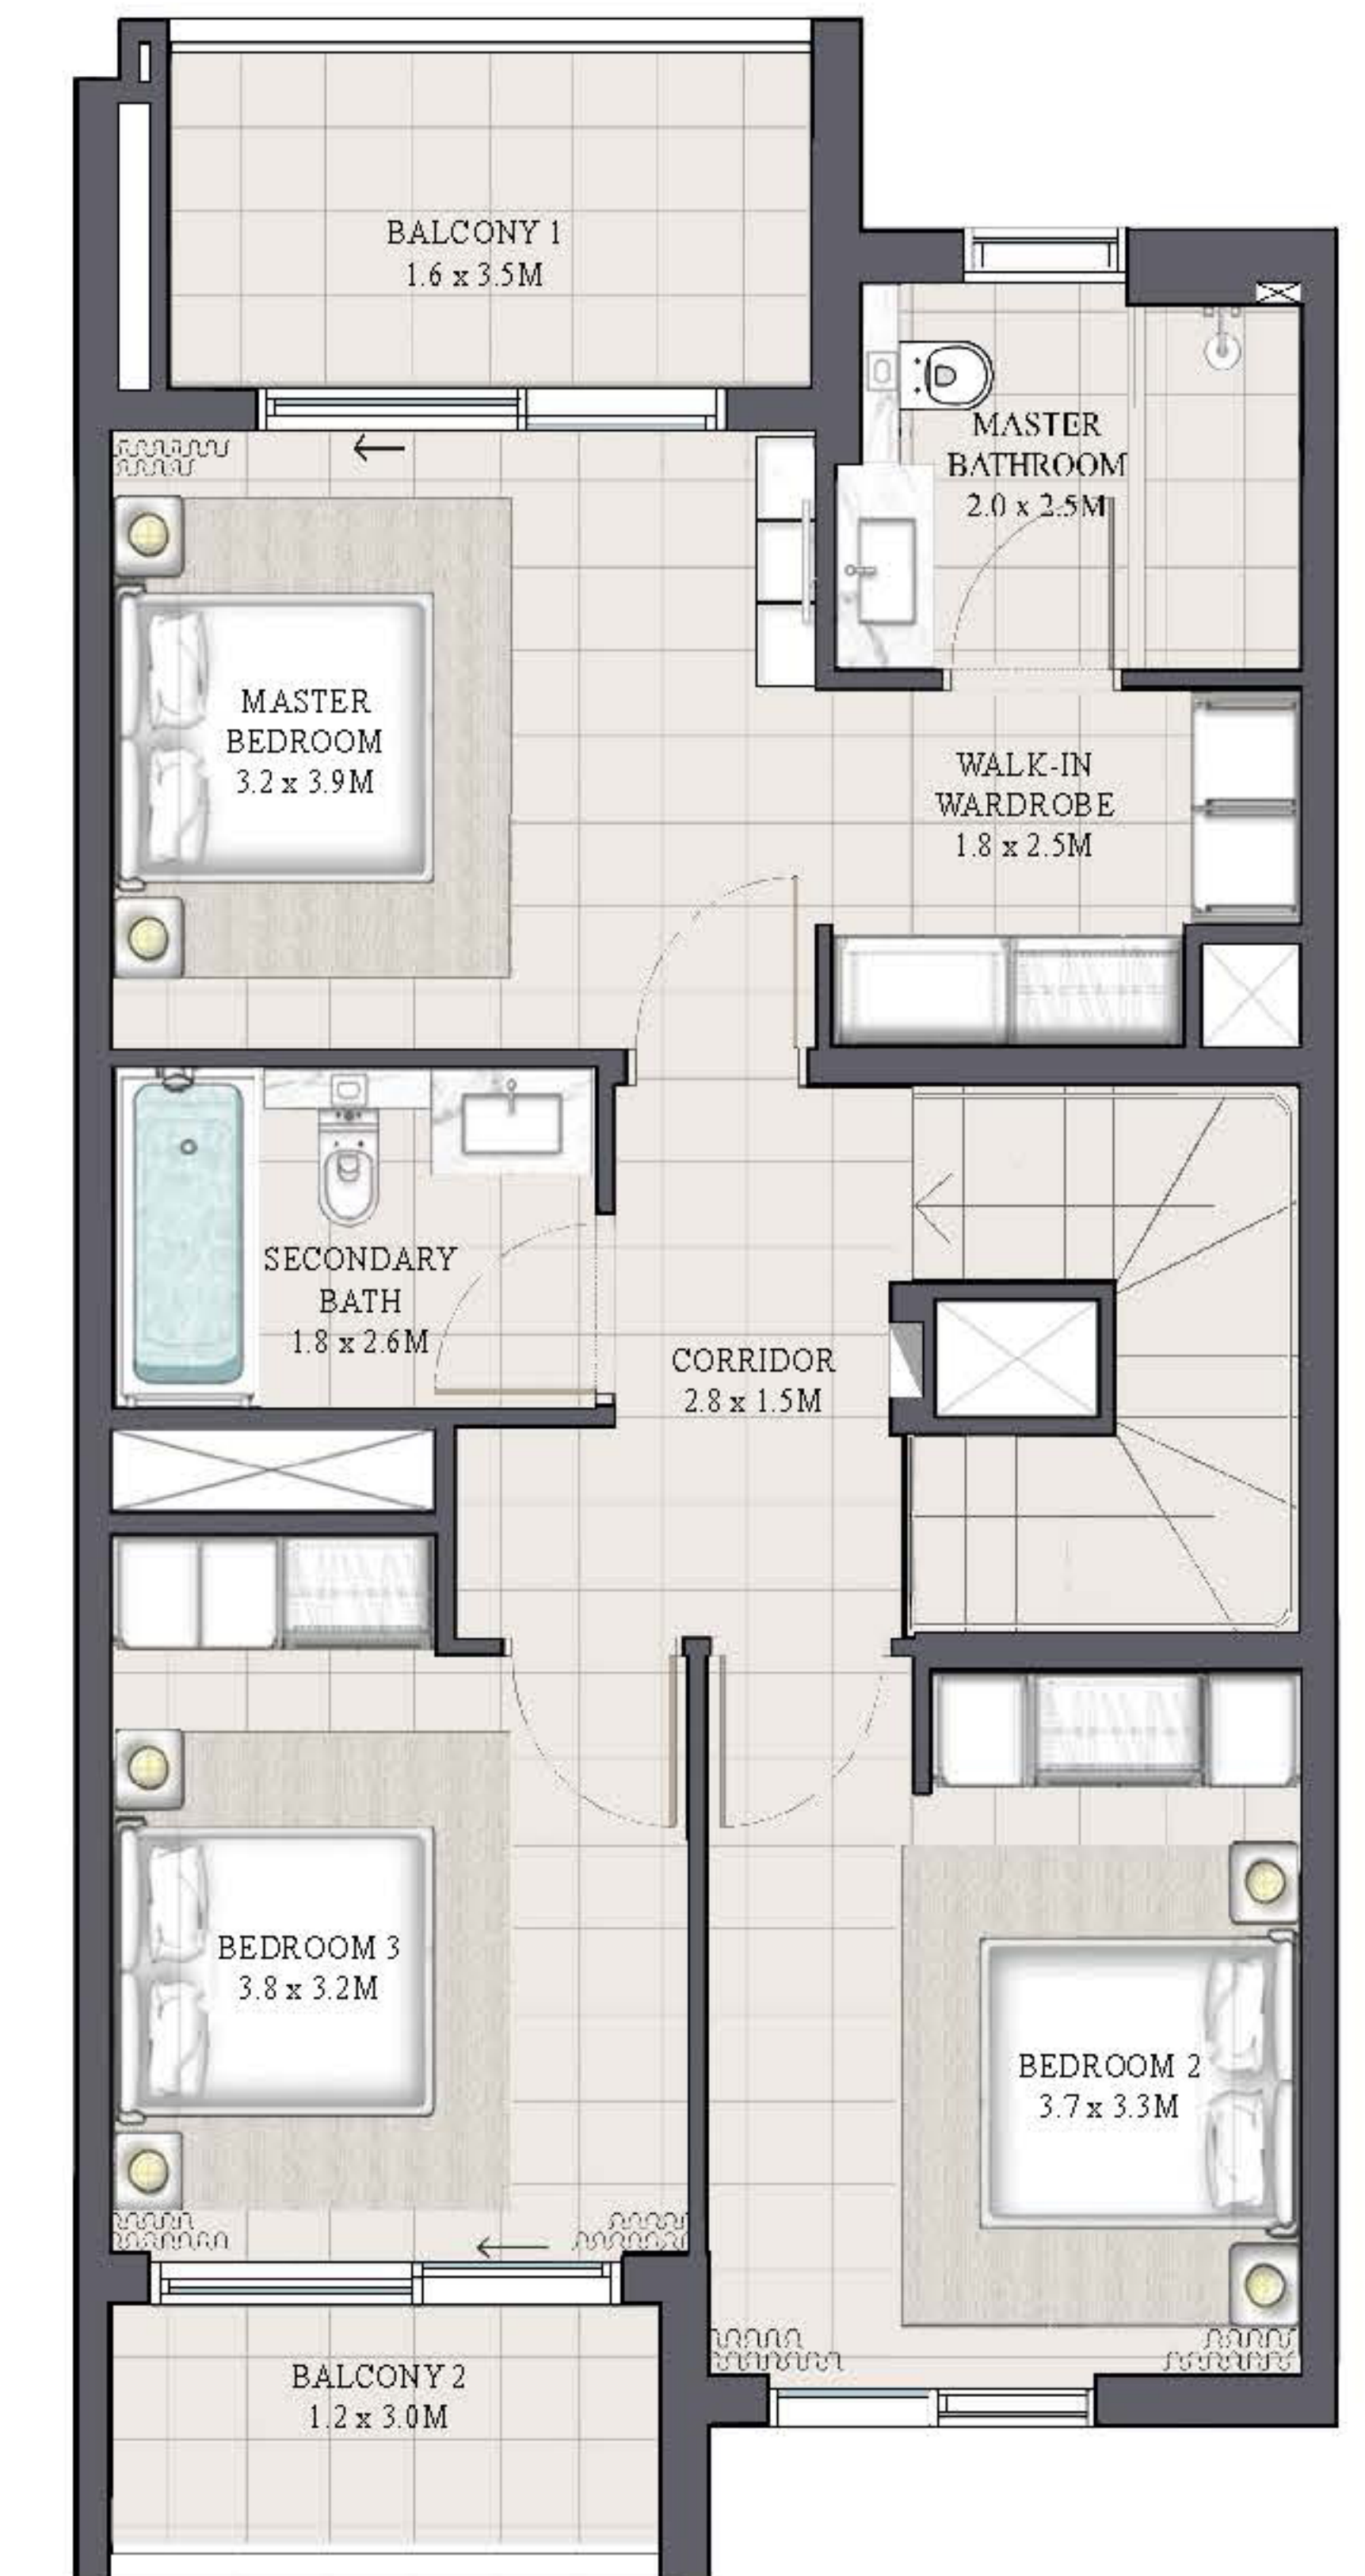 BALCONY 1
1.6 x 3.5M
MASTER
BATHROOM
2.0 x 2.5M
MASTER
BEDROOM
3.2 x 3.9M
WALK-IN
WARDROBE
1.8 x 2.5M
SECONDARY
BATH
1.8 x 2.6M
CORRIDOR
2.8 x 1.5M
BEDROOM 3
3.8 x 3.2M
BEDROOM 2
3.7 x 3.3M
BALCONY 2
1.2 x 3.0M